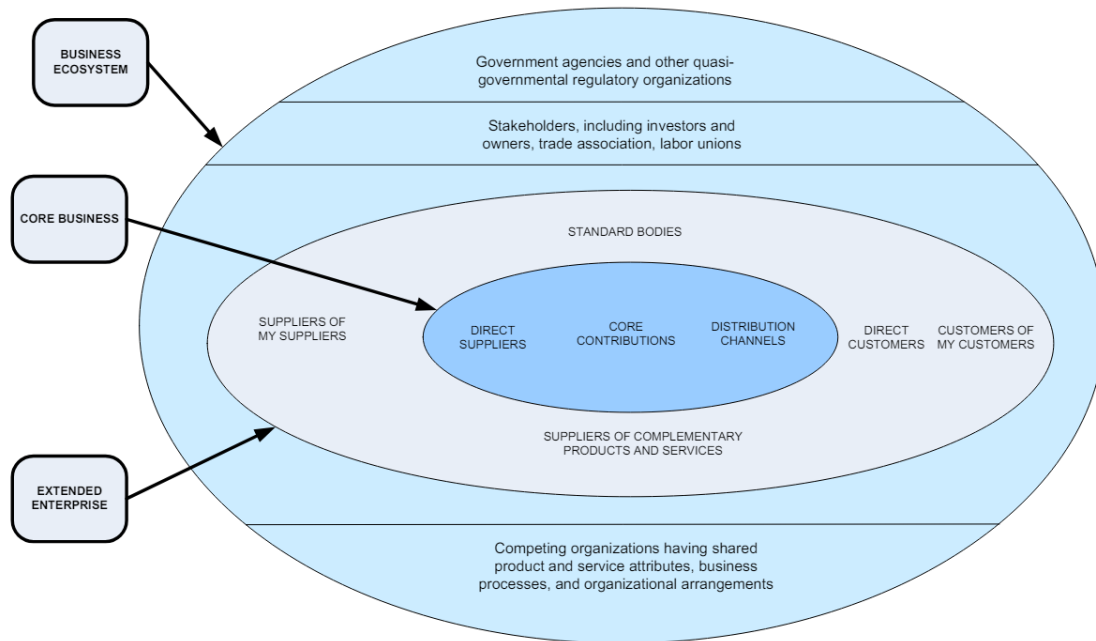 BUSINESS
ECOSYSTEM
Government agencies and other quasi-
governmental regulatory organizations
Stakeholders, including investors and
owners, trade association, labor unions
CORE BUSINESS
STANDARD BODIES
SUPPLIERS OF
MY SUPPLIERS
DIRECT
SUPPLIERS
CORE
CONTRIBUTIONS
DISTRIBUTION
CHANNELS
DIRECT
CUSTOMERS
CUSTOMERS OF
MY CUSTOMERS
SUPPLIERS OF COMPLEMENTARY
PRODUCTS AND SERVICES
EXTENDED
ENTERPRISE
Competing organizations having shared
product and service attributes, business
processes, and organizational arrangements